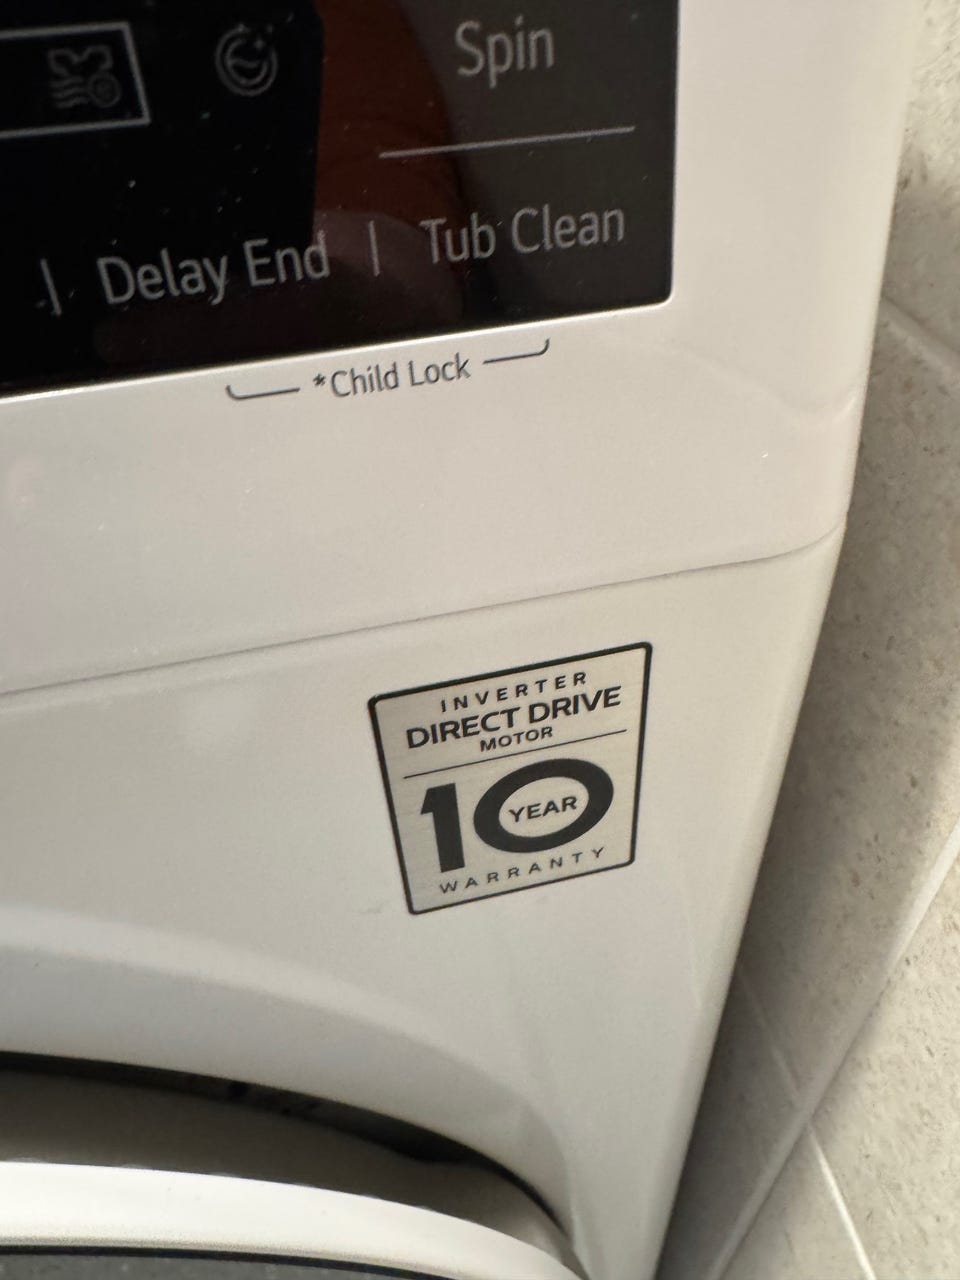 Spin
Delay End | Tub Clean
*Child Lock
INVERTER
DIRECT DRIVE
MOTOR
10 YEAR
WARRANTY